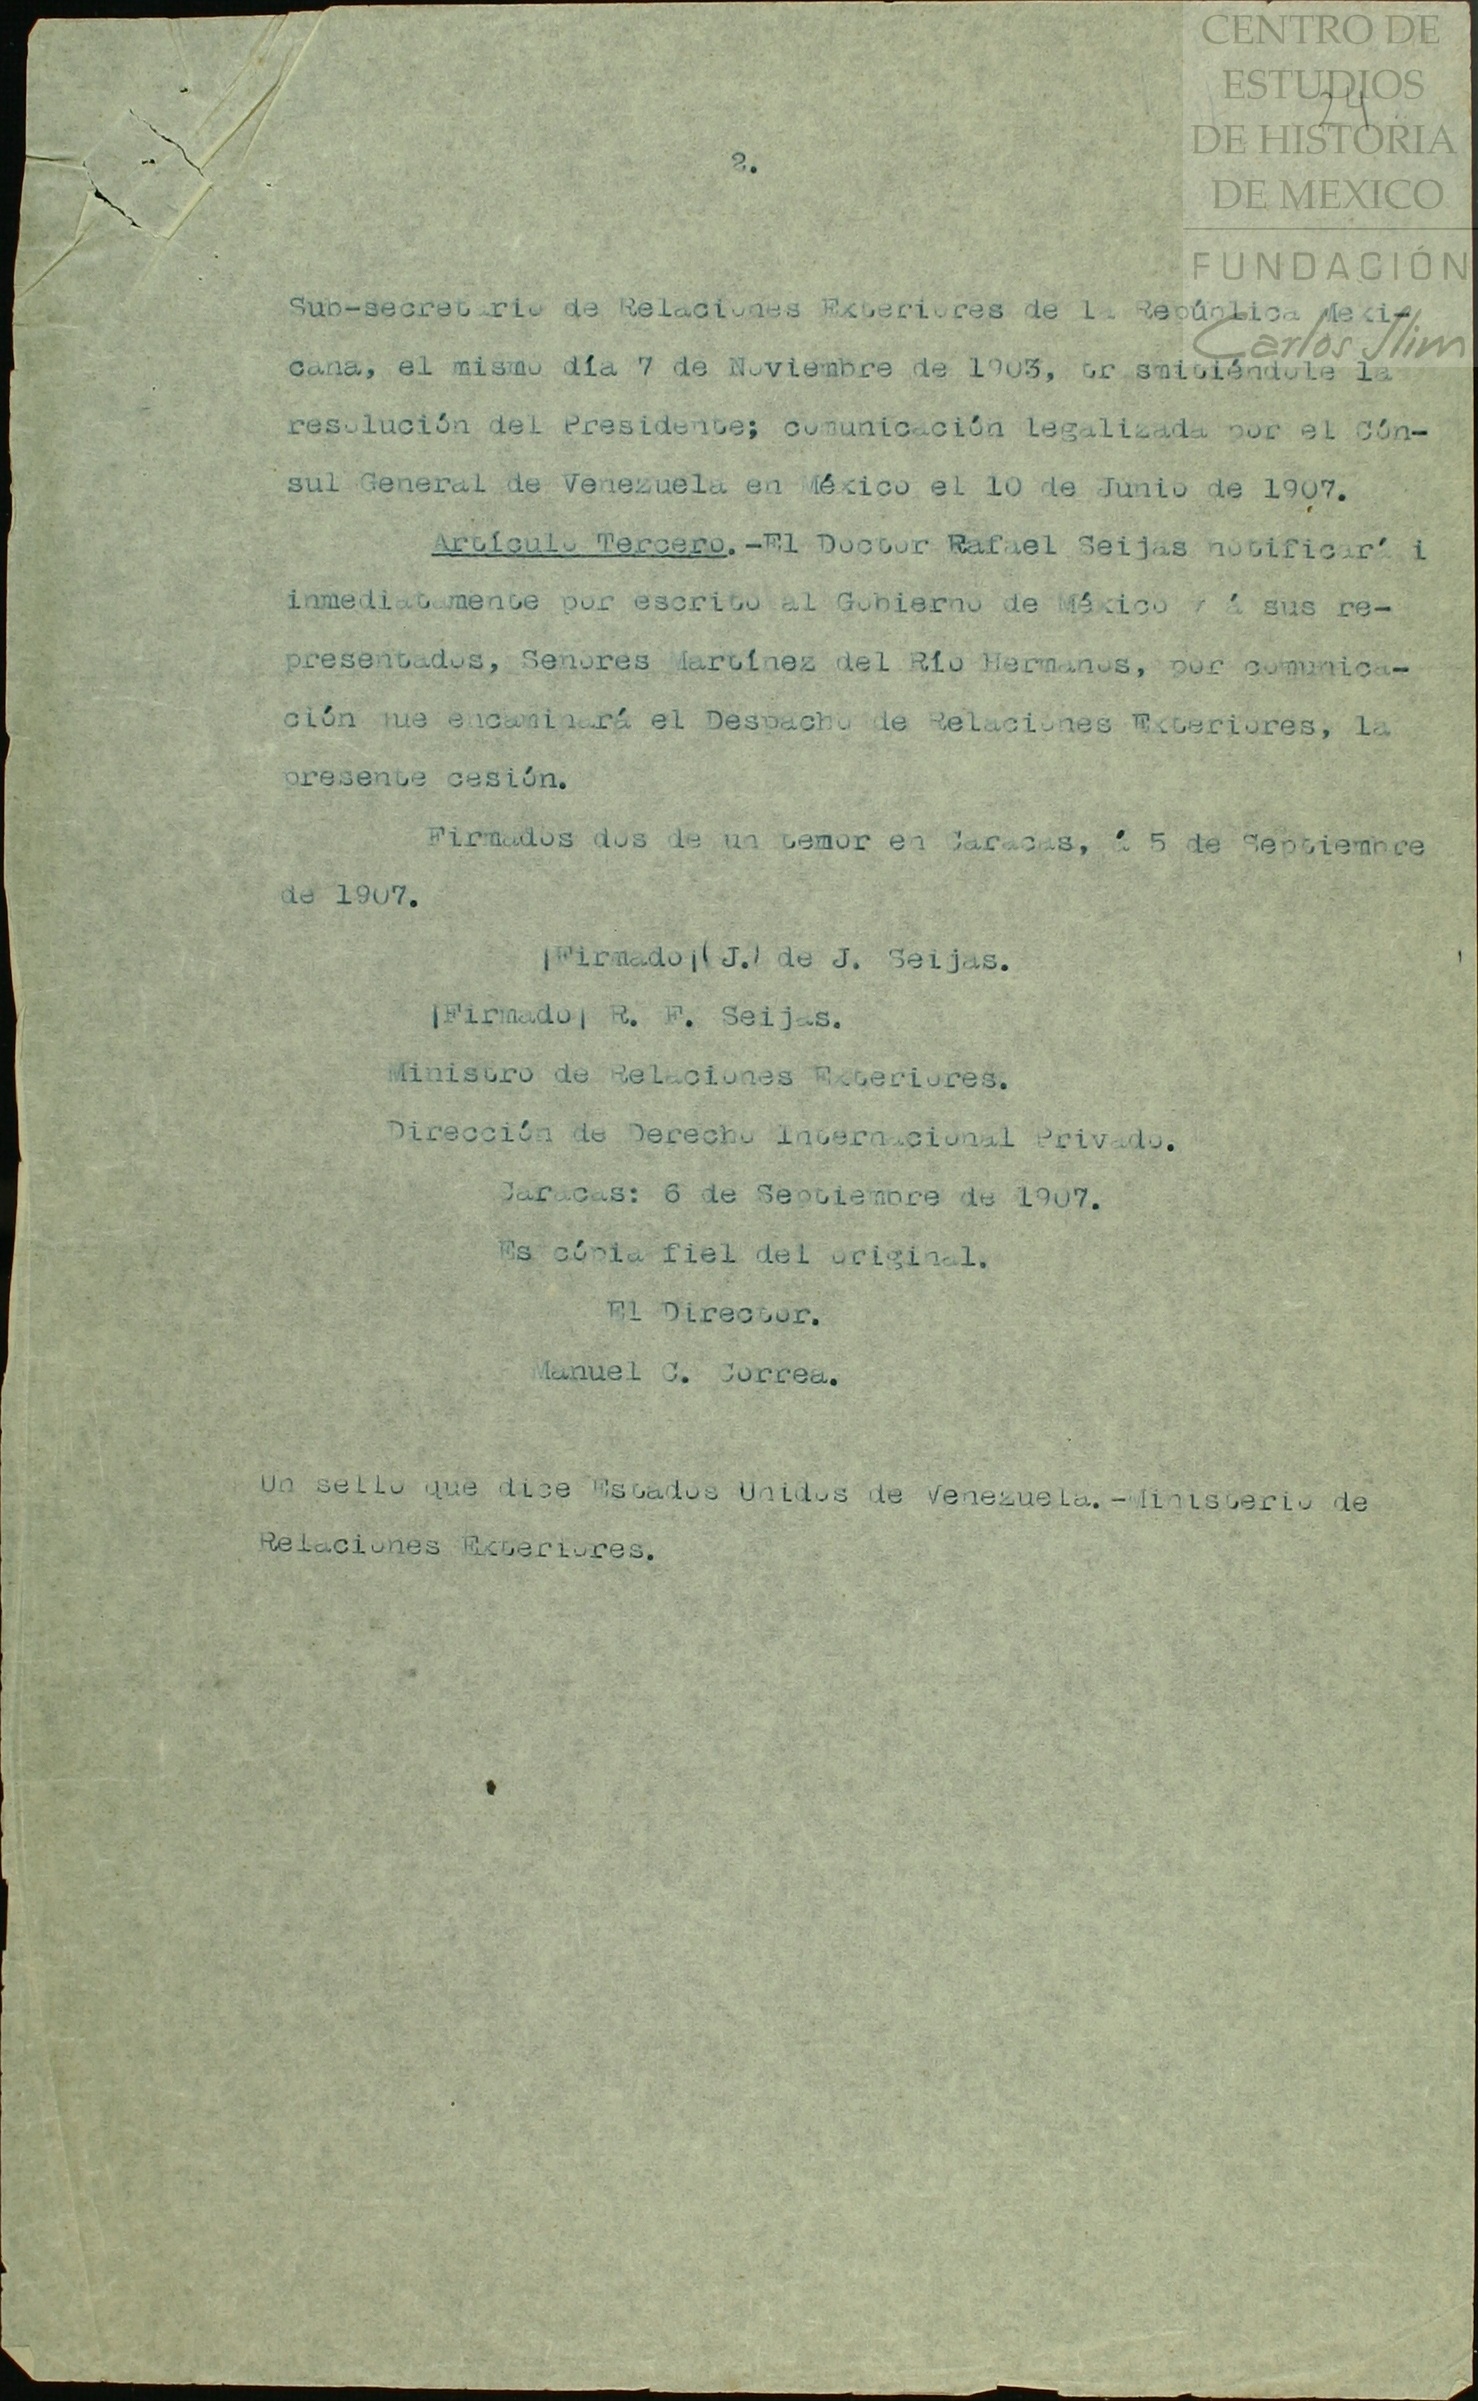 CENTRO DE
ESTUDIOS
24
DE HISTORIA
DE MEXICO
FUNDACIÓN
Carlos Slim
2.
Sub-secretario de Relaciones Exteriores de la República Mexi-
cana, el mismo día 7 de Noviembre de 1903, tr smitiéndole la
resolución del Presidente; comunicación legalizada por el Cón-
sul General de Venezuela en México el 10 de Junio de 1907.
Artículo Tercero.-El Doctor Rafael Seijas notificará i
inmediatamente por escrito al Gobierno de México y á sus re-
presentados, Senores Martínez del Río Hermanos, por comunica-
ción que encaminará el Despacho de Relaciones Exteriores, la
presente cesión.
Firmados dos de un temor en Caracas, á 5 de Septiembre
de 1907.
|Firmado|(J.) de J. Seijas.
|Firmado| R. F. Seijas.
Ministro de Relaciones Exteriores.
Dirección de Derecho Internacional Privado.
Caracas: 6 de Septiembre de 1907.
Es cópia fiel del original.
El Director.
Manuel C. Correa.
Un sello que dice Estados Unidos de Venezuela.-Ministerio de
Relaciones Exteriores.